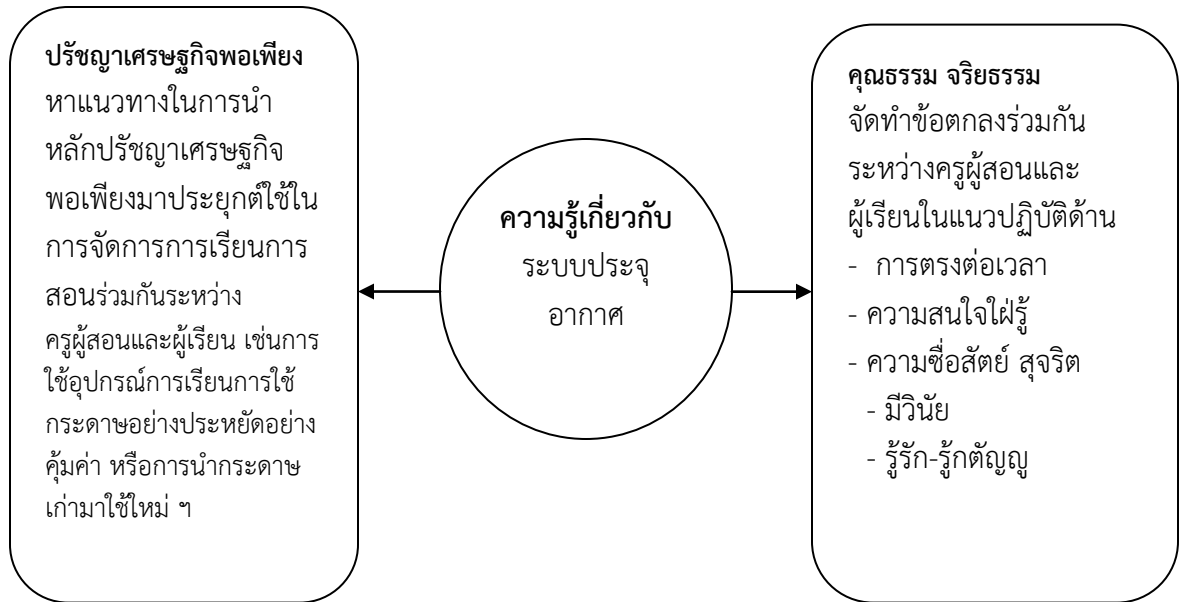 ปรัชญาเศรษฐกิจพอเพียง
หาแนวทางในการนำ
หลักปรัชญาเศรษฐกิจ
พอเพียงมาประยุกต์ใช้ใน
การจัดการการเรียนการ
สอนร่วมกันระหว่าง
ครูผู้สอนและผู้เรียน เช่นการ
ใช้อุปกรณ์การเรียนการใช้
กระดาษอย่างประหยัดอย่าง
คุ้มค่า หรือการนำกระดาษ
เก่ามาใช้ใหม่ ฯ
ความรู้เกี่ยวกับ
ระบบประจุ
อากาศ
คุณธรรม จริยธรรม
จัดทำข้อตกลงร่วมกัน
ระหว่างครูผู้สอนและ
ผู้เรียนในแนวปฏิบัติด้าน
- การตรงต่อเวลา
- ความสนใจใฝ่รู้
- ความซื่อสัตย์ สุจริต
- มีวินัย
- รู้รัก-รู้กตัญญู